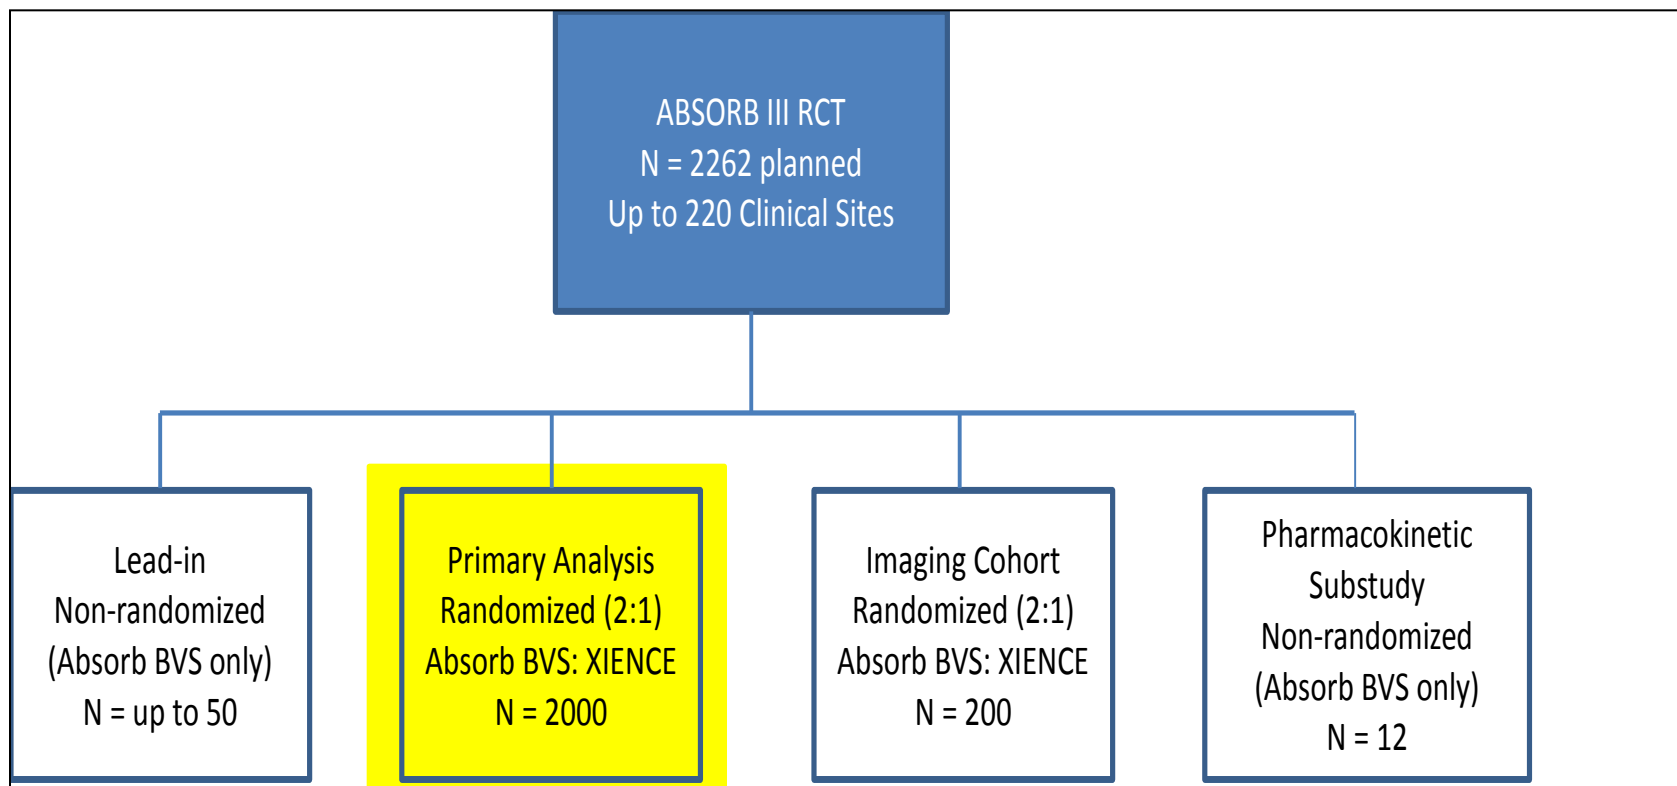 ABSORB III RCT
N = 2262 planned
Up to 220 Clinical Sites
Lead-in
Non-randomized
(Absorb BVS only)
N = up to 50
Primary Analysis
Randomized (2:1)
Absorb BVS: XIENCE
N = 2000
Imaging Cohort
Randomized (2:1)
Absorb BVS: XIENCE
N = 200
Pharmacokinetic
Substudy
Non-randomized
(Absorb BVS only)
N = 12